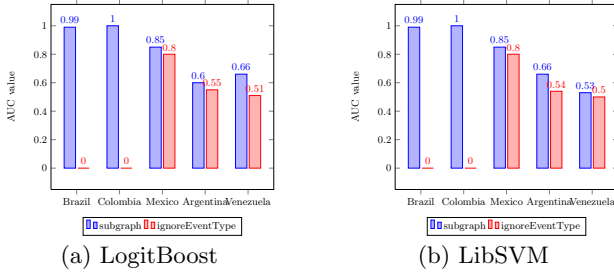 0.99 1 0.85 0.8 0.6 0.55 0.66 0.51
0 0
1
0.8
0.6
0.4
0.2
0
AUC value
Brazil Colombia Mexico Argentina Venezuela
subgraph ignoreEventType
(a) LogitBoost
0.99 1 0.85 0.8 0.66 0.54 0.53 0.5
0 0
1
0.8
0.6
0.4
0.2
0
AUC value
Brazil Colombia Mexico Argentina Venezuela
subgraph ignoreEventType
(b) LibSVM